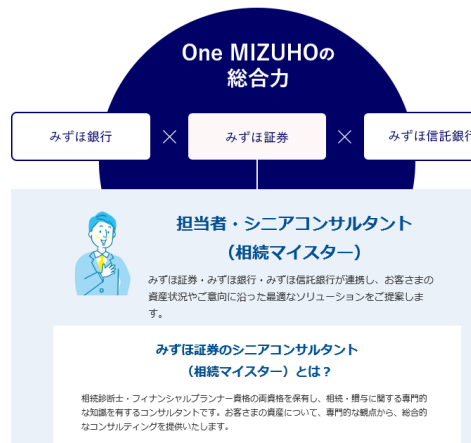 One MIZUHOの
総合力
みずほ銀行
みずほ証券
みずほ信託銀行
担当者・シニアコンサルタント
（相続マイスター）
みずほ証券・みずほ銀行・みずほ信託銀行が連携し、お客さまの
資産状況やご意向に沿った最適なソリューションをご提案しま
す。
みずほ証券のシニアコンサルタント
（相続マイスター）とは？
相続診断士・フィナンシャルプランナー資格の両資格を保有し、相続・贈与に関する専門的
な知識を有するコンサルタントです。お客さまの資産について、専門的な観点から、総合的
なコンサルティングを提供いたします。